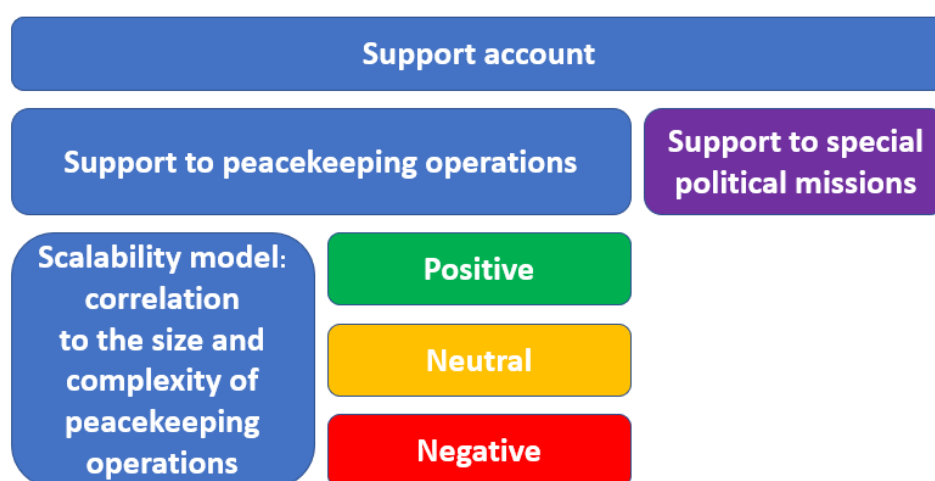 Support account
Support to peacekeeping operations
Support to special
political missions
Scalability model:
correlation
to the size and
complexity of
peacekeeping
operations
Positive
Neutral
Negative